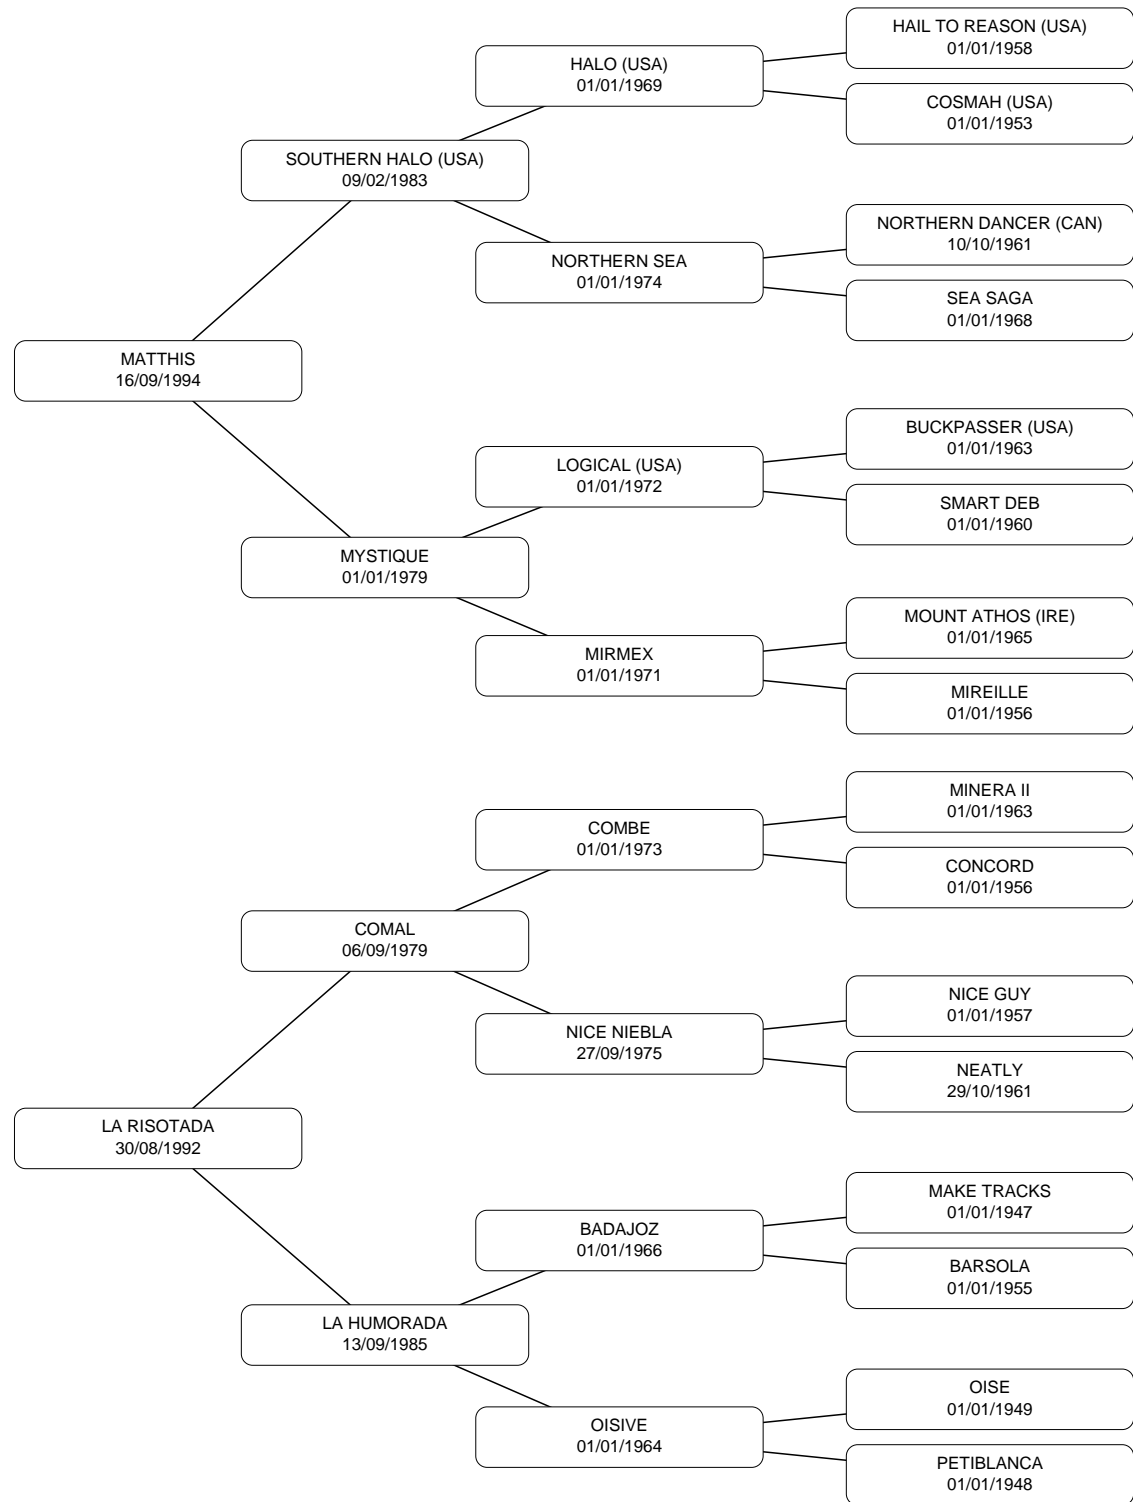 HAIL TO REASON (USA)
01/01/1958
HALO (USA)
01/01/1969
COSMAH (USA)
01/01/1953
SOUTHERN HALO (USA)
09/02/1983
NORTHERN DANCER (CAN)
10/10/1961
NORTHERN SEA
01/01/1974
SEA SAGA
01/01/1968
MATTHIS
16/09/1994
BUCKPASSER (USA)
01/01/1963
LOGICAL (USA)
01/01/1972
SMART DEB
01/01/1960
MYSTIQUE
01/01/1979
MOUNT ATHOS (IRE)
01/01/1965
MIRMEX
01/01/1971
MIREILLE
01/01/1956
MINERA II
01/01/1963
COMBE
01/01/1973
CONCORD
01/01/1956
COMAL
06/09/1979
NICE GUY
01/01/1957
NICE NIEBLA
27/09/1975
NEATLY
29/10/1961
LA RISOTADA
30/08/1992
MAKE TRACKS
01/01/1947
BADAJOZ
01/01/1966
BARSOLA
01/01/1955
LA HUMORADA
13/09/1985
OISE
01/01/1949
OISIVE
01/01/1964
PETIBLANCA
01/01/1948